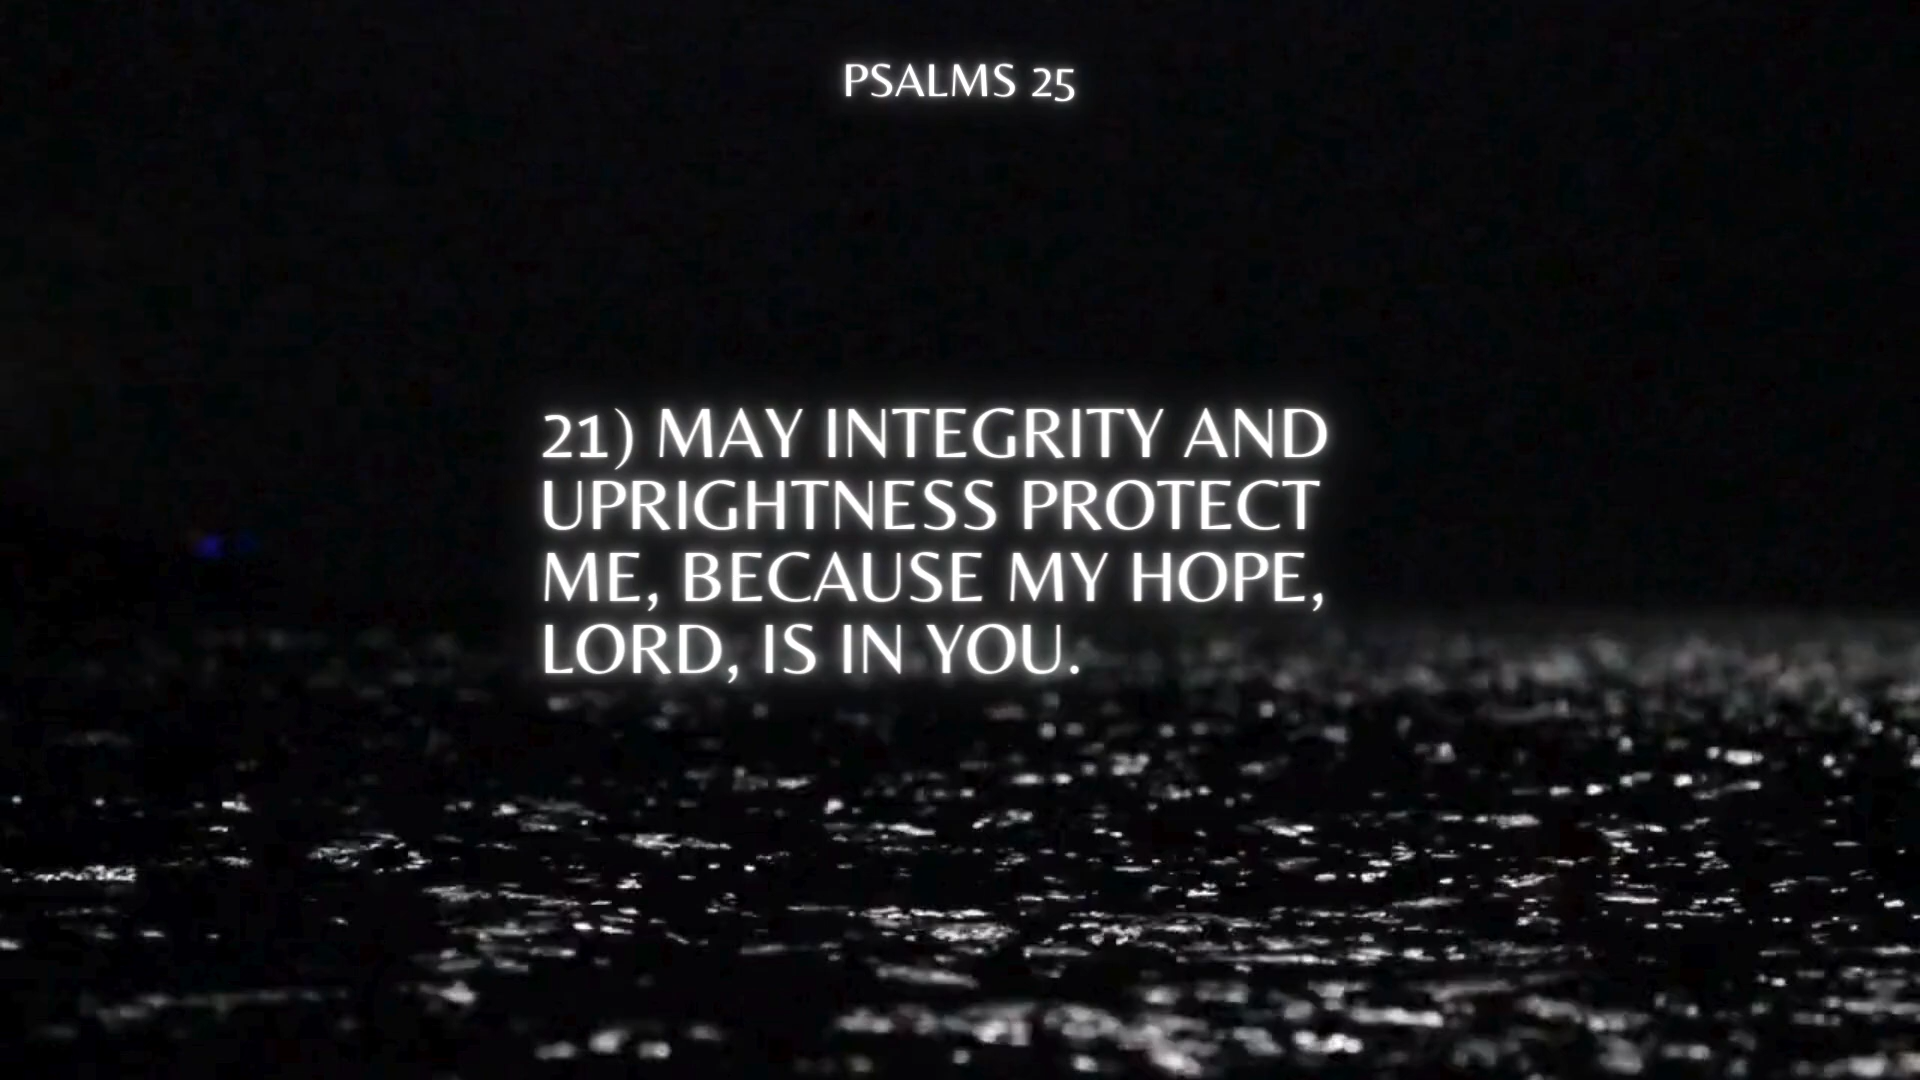 PSALMS 25
21) MAY INTEGRITY AND
UPRIGHTNESS PROTECT
ME, BECAUSE MY HOPE,
LORD, IS IN YOU.